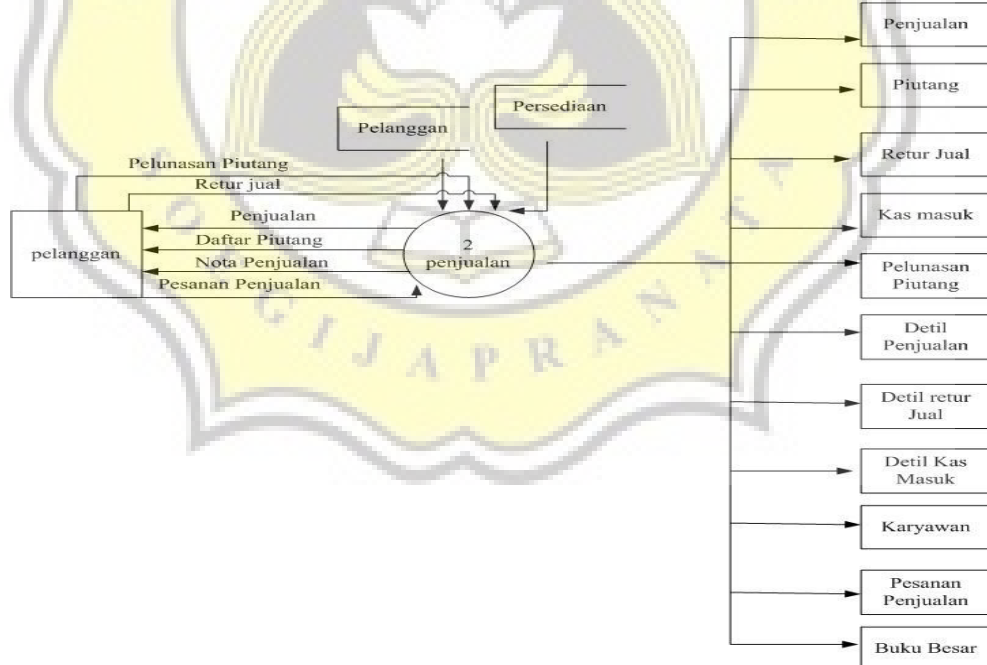 Penjualan
Piutang
Persediaan
Pelanggan
Retur Jual
Pelunasan Piutang
Retur jual
Penjualan
Kas masuk
Daftar Piutang
pelanggan
2
penjualan
Nota Penjualan
Pesanan Penjualan
Pelunasan
Piutang
Detil
Penjualan
Detil retur
Jual
Detil Kas
Masuk
Karyawan
Pesanan
Penjualan
Buku Besar
GIJAPRANATA